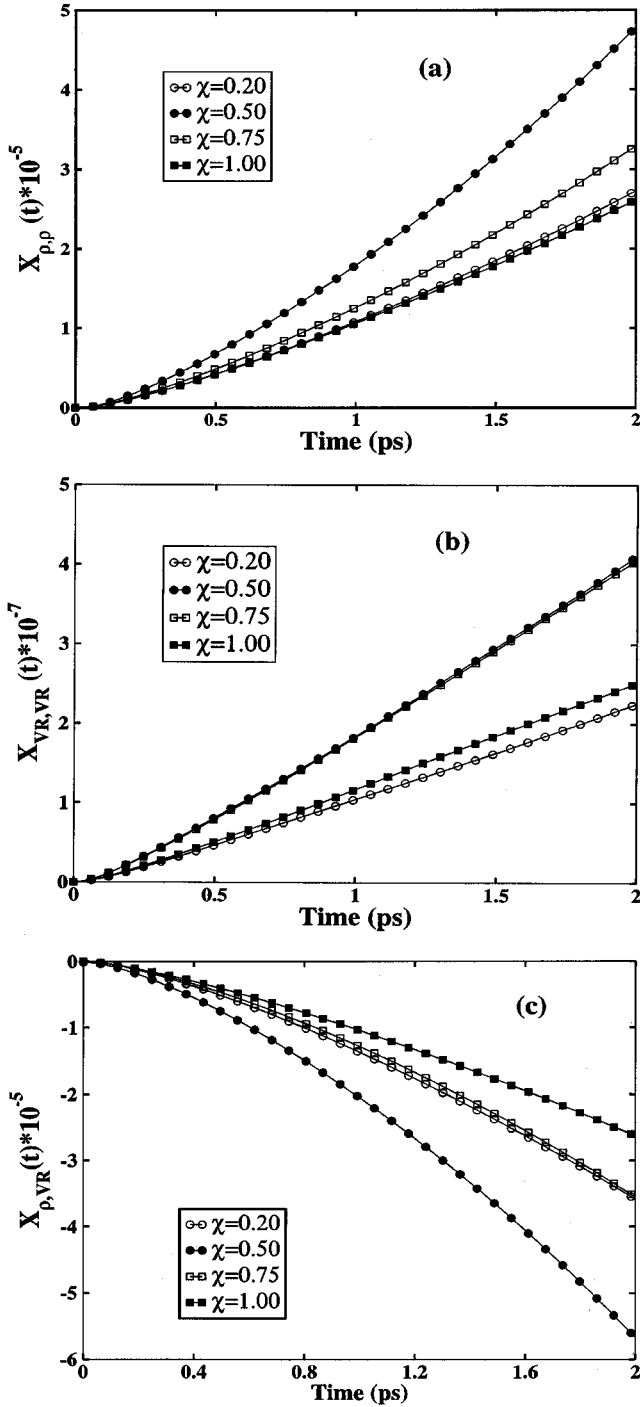 5
4
3
2
1
0
X_{ρ,ρ} (t)*10^{-5}
(a)
χ=0.20
χ=0.50
χ=0.75
χ=1.00
0 0.5 1 1.5 2
Time (ps)
5
4
3
2
1
0
X_{VR,VR} (t)*10^{-7}
(b)
χ=0.20
χ=0.50
χ=0.75
χ=1.00
0 0.5 1 1.5 2
Time (ps)
-0
-1
-2
-3
-4
-5
-6
X_{ρ,VR}(t)*10^{-5}
(c)
χ=0.20
χ=0.50
χ=0.75
χ=1.00
0 0.4 0.8 1.2 1.6 2
Time (ps)